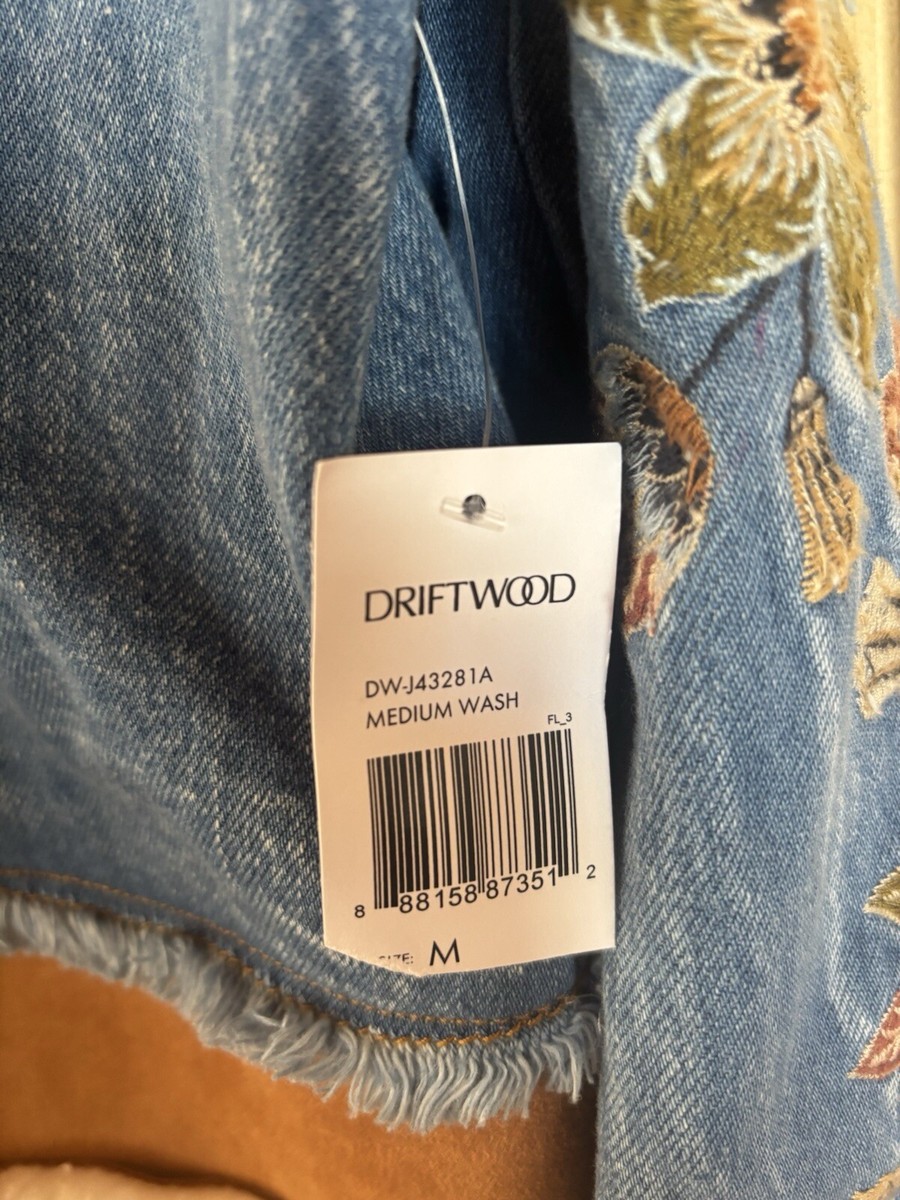 DRIFTWOOD
DW-J43281A
MEDIUM WASH
FL_3
8 88158 87351 2
M